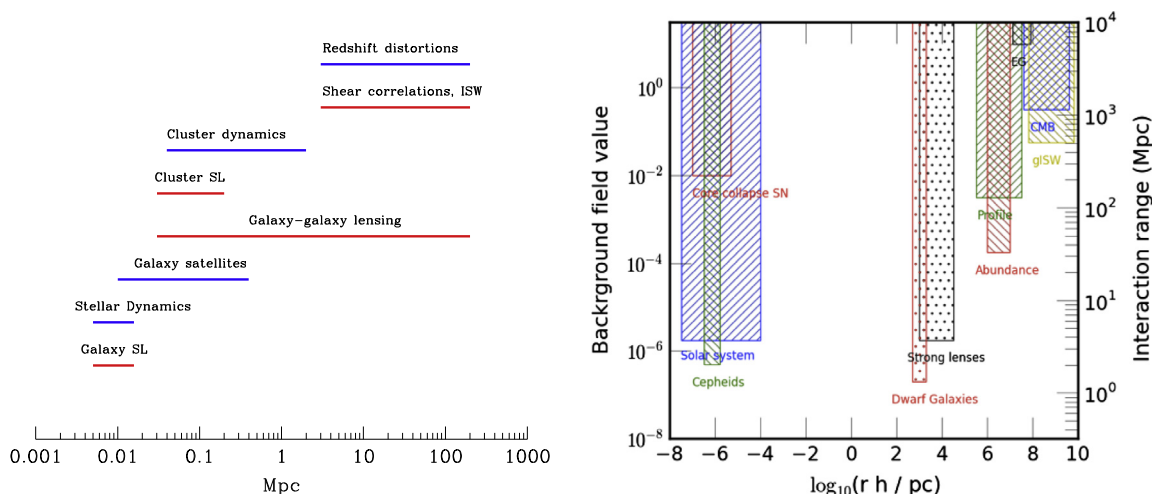 Redshift distortions
Shear correlations, ISW
Cluster dynamics
Cluster SL
Galaxy-galaxy lensing
Galaxy satellites
Stellar Dynamics
Galaxy SL
0.001 0.01 0.1 1 10 100 1000
Mpc
Backrground field value
10^0
10^-2
10^-4
10^-6
10^-8
Core collapse SN
Solar system
Cepheids
Strong lenses
Dwarf Galaxies
EG
CMB
gISW
Profile
Abundance
10^4
10^3
10^2
10^1
10^0
Interaction range (Mpc)
−8 −6 −4 −2 0 2 4 6 8 10
log10(r h / pc)